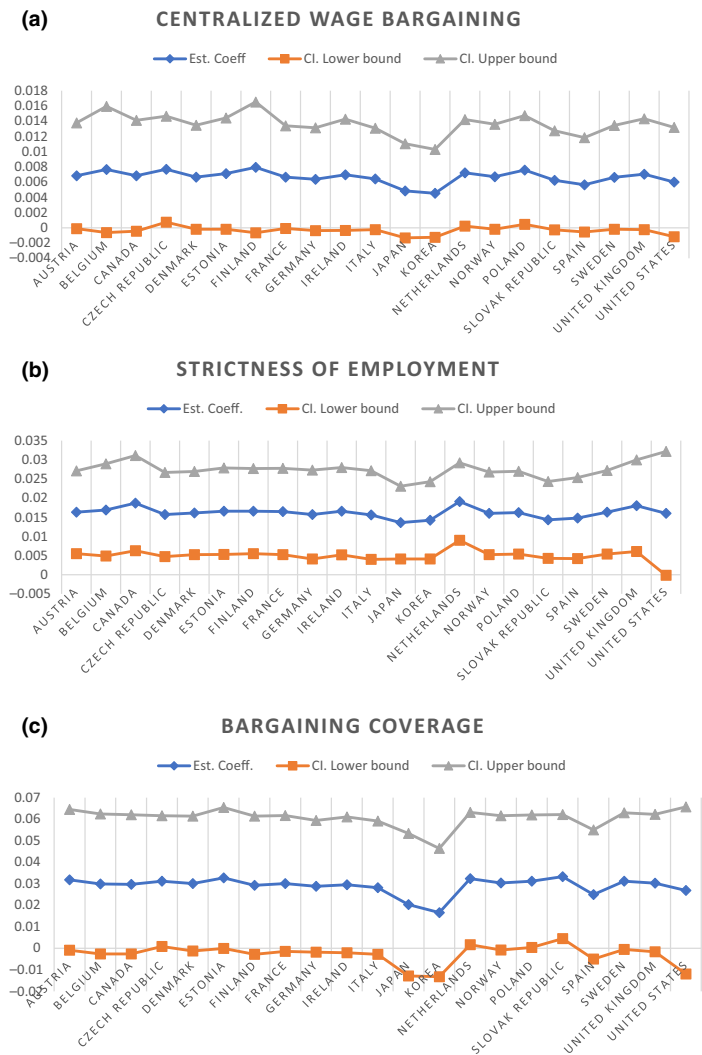 (a)
CENTRALIZED WAGE BARGAINING
Est. Coeff CI. Lower bound CI. Upper bound
0.018
0.016
0.014
0.012
0.01
0.008
0.006
0.004
0.002
0
−0.002
−0.004
AUSTRIA
BELGIUM
CANADA
CZECH REPUBLIC
DENMARK
ESTONIA
FINLAND
FRANCE
GERMANY
IRELAND
ITALY
JAPAN
KOREA
NETHERLANDS
NORWAY
POLAND
SLOVAK REPUBLIC
SPAIN
SWEDEN
UNITED KINGDOM
UNITED STATES
(b)
STRICTNESS OF EMPLOYMENT
Est. Coeff. CI. Lower bound CI. Upper bound
0.035
0.03
0.025
0.02
0.015
0.01
0.005
0
−0.005
AUSTRIA
BELGIUM
CANADA
CZECH REPUBLIC
DENMARK
ESTONIA
FINLAND
FRANCE
GERMANY
IRELAND
ITALY
JAPAN
KOREA
NETHERLANDS
NORWAY
POLAND
SLOVAK REPUBLIC
SPAIN
SWEDEN
UNITED KINGDOM
UNITED STATES
(c)
BARGAINING COVERAGE
Est. Coeff. CI. Lower bound CI. Upper bound
0.07
0.06
0.05
0.04
0.03
0.02
0.01
0
−0.01
0.02
AUSTRIA
BELGIUM
CANADA
CZECH REPUBLIC
DENMARK
ESTONIA
FINLAND
FRANCE
GERMANY
IRELAND
ITALY
JAPAN
KOREA
NETHERLANDS
NORWAY
POLAND
SLOVAK REPUBLIC
SPAIN
SWEDEN
UNITED KINGDOM
UNITED STATES